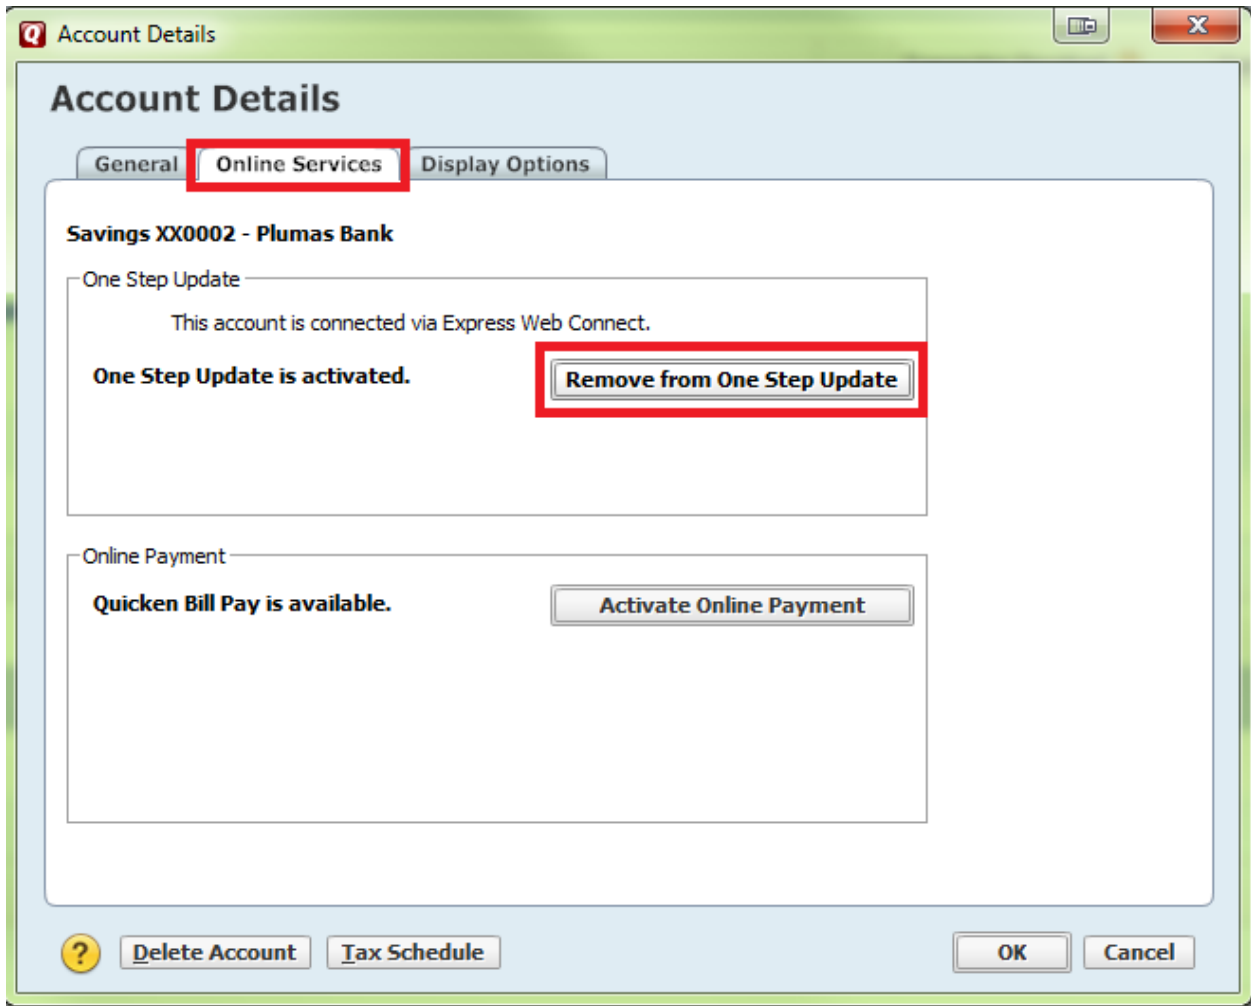 Account Details
Account Details
General Online Services Display Options
Savings XX0002 - Plumas Bank
One Step Update
This account is connected via Express Web Connect.
One Step Update is activated. Remove from One Step Update
Online Payment
Quicken Bill Pay is available. Activate Online Payment
? Delete Account Tax Schedule OK Cancel